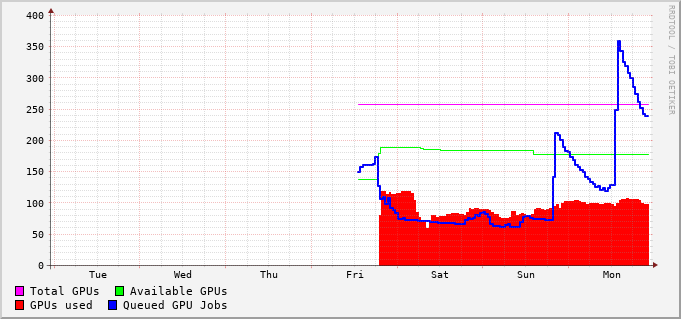 400
350
300
250
200
150
100
50
0
Tue Wed Thu Fri Sat Sun Mon
Total GPUs Available GPUs
GPUs used Queued GPU Jobs
RRDTOOL / TOBI OETIKER